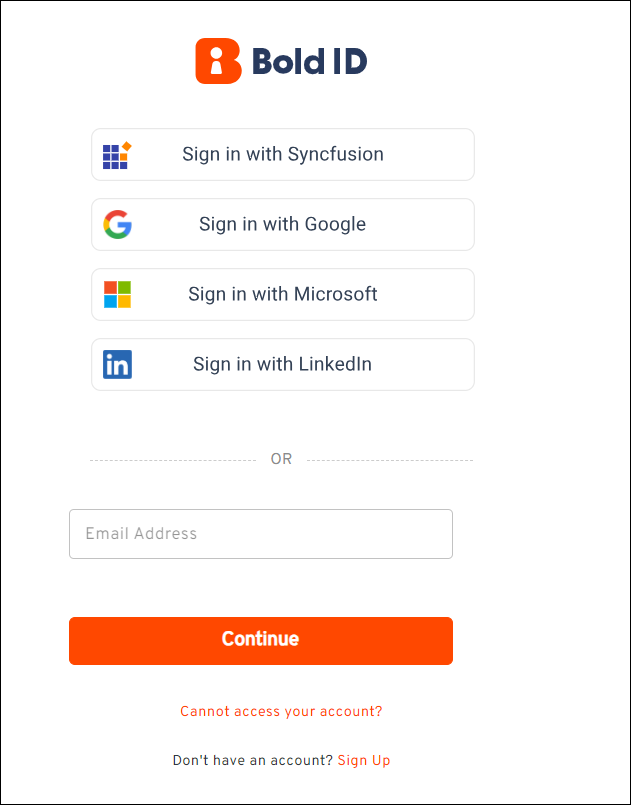 Bold ID
Sign in with Syncfusion
Sign in with Google
Sign in with Microsoft
in
Sign in with LinkedIn
OR
Email Address
Continue
Cannot access your account?
Don't have an account? Sign Up